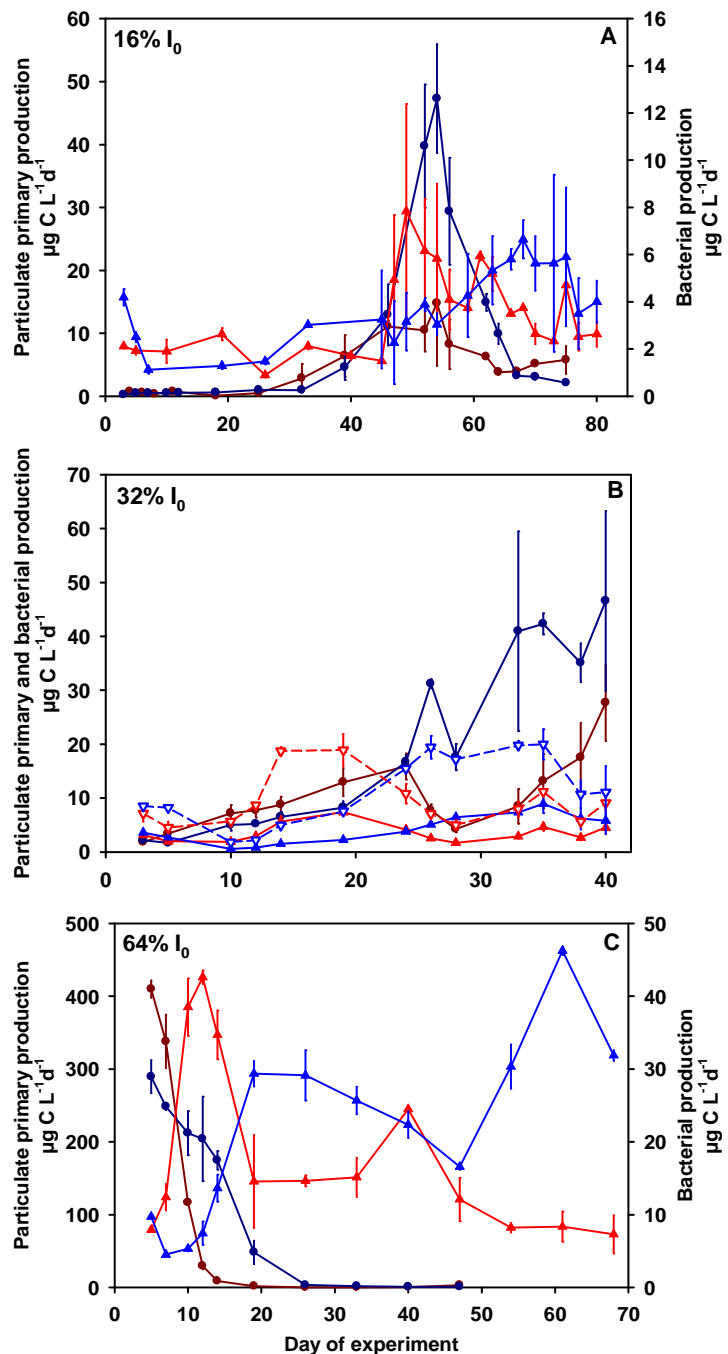 16% I0
A
60
50
40
30
20
10
0
Particulate primary production
µg C L-1d-1
16
14
12
10
8
6
4
2
0
Bacterial production
µg C L-1d-1
0 20 40 60 80
32% I0
B
70
60
50
40
30
20
10
0
Particulate primary and bacterial production
µg C L-1d-1
0 10 20 30 40
64% I0
C
500
400
300
200
100
0
Particulate primary production
µg C L-1d-1
50
40
30
20
10
0
Bacterial production
µg C L-1d-1
0 10 20 30 40 50 60 70
Day of experiment